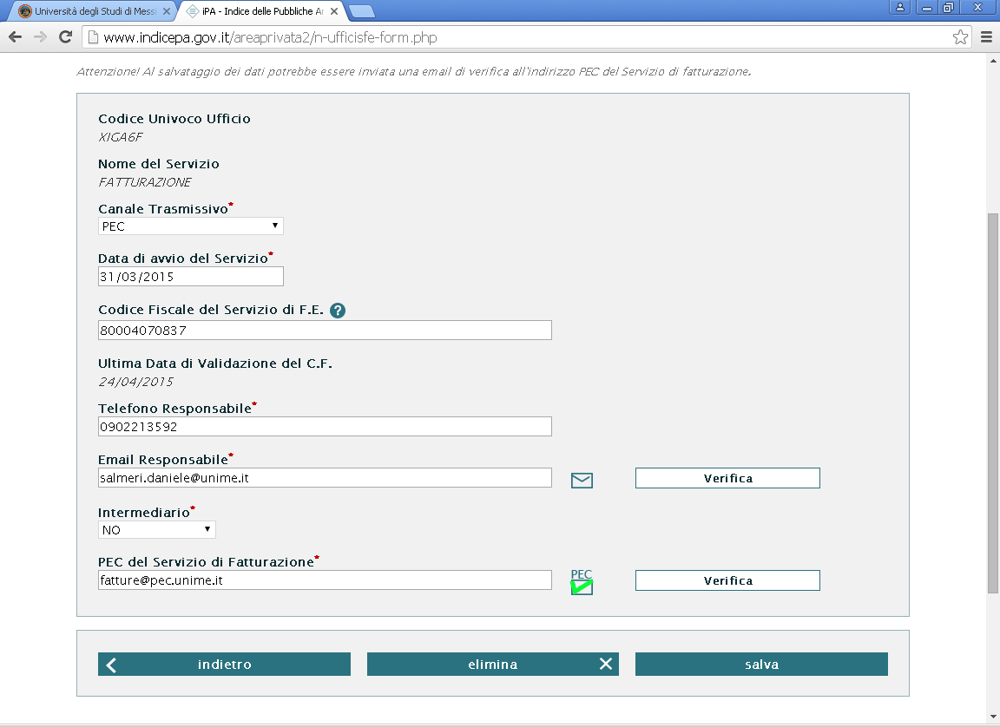 Università degli Studi di Messi
iPA - Indice delle Pubbliche A
www.indicepa.gov.it/areaprivata2/n-ufficisfe-form.php
Attenzione! Al salvataggio dei dati potrebbe essere inviata una email di verifica all'indirizzo PEC del Servizio di fatturazione.
Codice Univoco Ufficio
XIGA6F
Nome del Servizio
FATTURAZIONE
Canale Trasmissivo*
PEC
Data di avvio del Servizio*
31/03/2015
Codice Fiscale del Servizio di F.E. ?
80004070837
Ultima Data di Validazione del C.F.
24/04/2015
Telefono Responsabile*
0902213592
Email Responsabile*
salmeri.daniele@unime.it
Verifica
Intermediario*
NO
PEC del Servizio di Fatturazione*
fatture@pec.unime.it
PEC
Verifica
indietro
elimina
salva